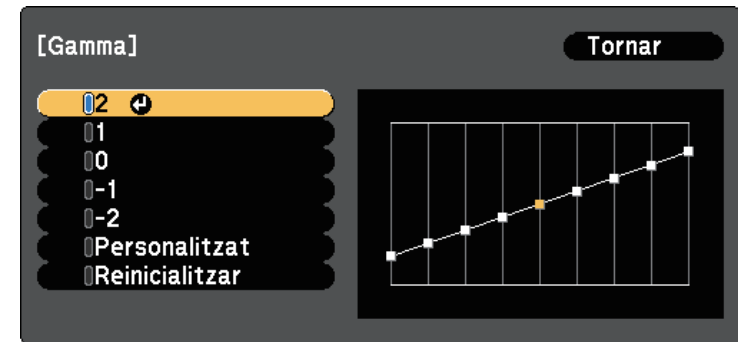 [Gamma]
Tornar
2
1
0
-1
-2
Personalitzat
Reinicialitzar